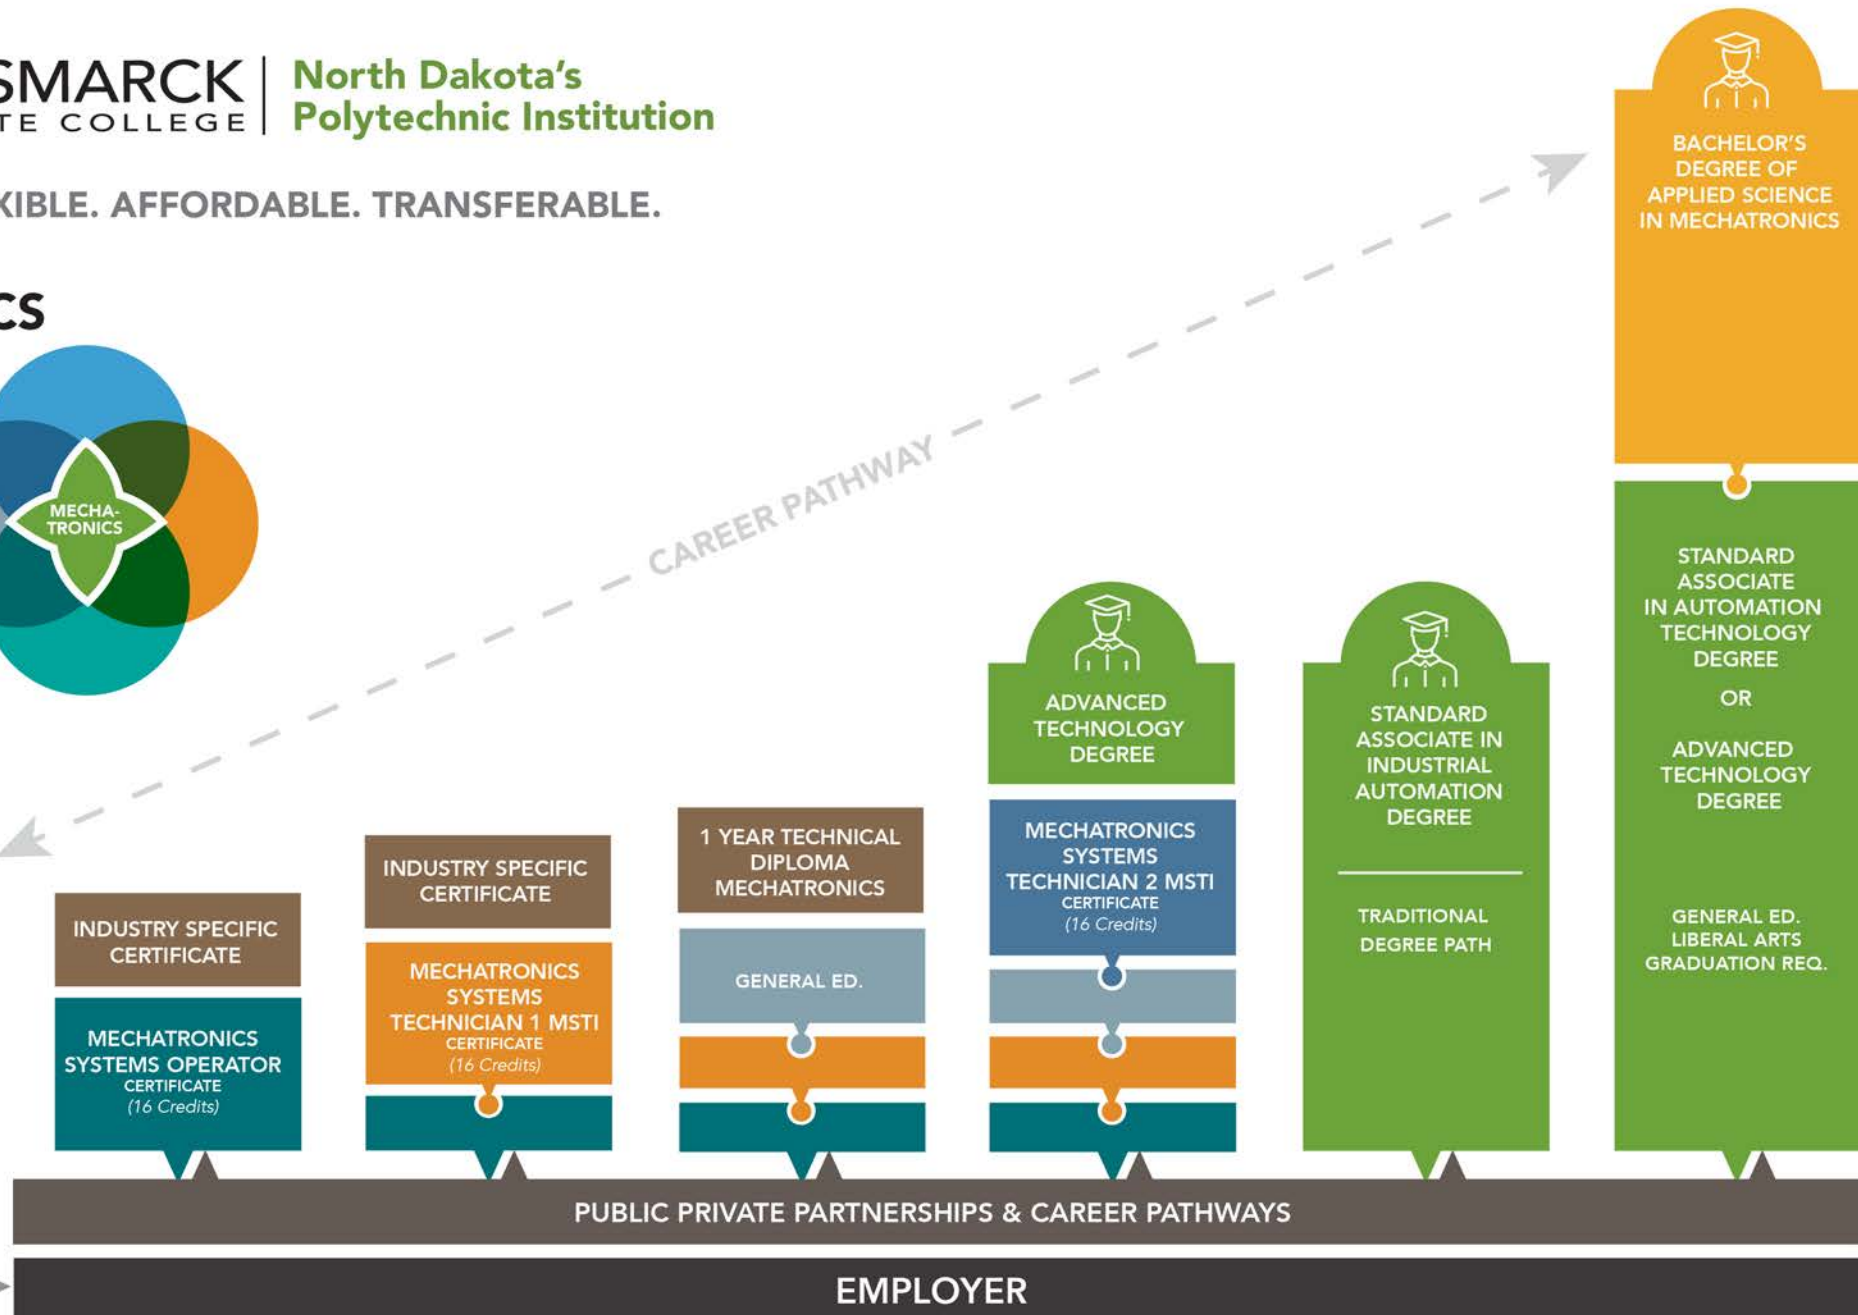 SMARCK
TE COLLEGE
North Dakota's
Polytechnic Institution
XIBLE. AFFORDABLE. TRANSFERABLE.
CS
MECHA-
TRONICS
CAREER PATHWAY
INDUSTRY SPECIFIC
CERTIFICATE
MECHATRONICS
SYSTEMS OPERATOR
CERTIFICATE
(16 Credits)
INDUSTRY SPECIFIC
CERTIFICATE
MECHATRONICS
SYSTEMS
TECHNICIAN 1 MSTI
CERTIFICATE
(16 Credits)
1 YEAR TECHNICAL
DIPLOMA
MECHATRONICS
GENERAL ED.
ADVANCED
TECHNOLOGY
DEGREE
MECHATRONICS
SYSTEMS
TECHNICIAN 2 MSTI
CERTIFICATE
(16 Credits)
STANDARD
ASSOCIATE IN
INDUSTRIAL
AUTOMATION
DEGREE
TRADITIONAL
DEGREE PATH
BACHELOR'S
DEGREE OF
APPLIED SCIENCE
IN MECHATRONICS
STANDARD
ASSOCIATE
IN AUTOMATION
TECHNOLOGY
DEGREE
OR
ADVANCED
TECHNOLOGY
DEGREE
GENERAL ED.
LIBERAL ARTS
GRADUATION REQ.
PUBLIC PRIVATE PARTNERSHIPS & CAREER PATHWAYS
EMPLOYER